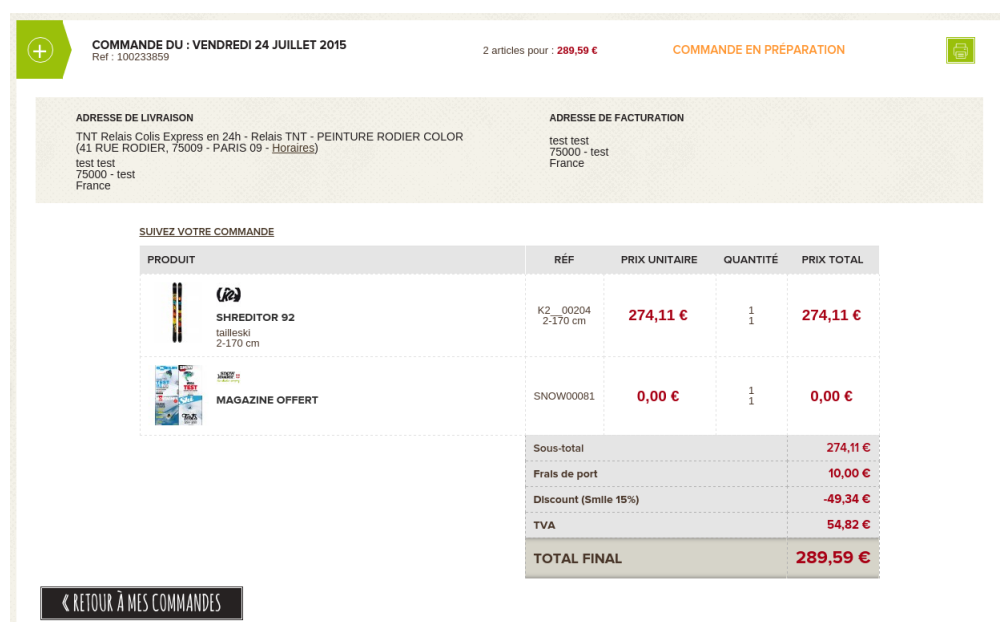 COMMANDE DU : VENDREDI 24 JUILLET 2015
Ref : 100233859
2 articles pour : 289,59 €
COMMANDE EN PRÉPARATION
ADRESSE DE LIVRAISON
TNT Relais Colis Express en 24h - Relais TNT - PEINTURE RODIER COLOR
(41 RUE RODIER, 75009 - PARIS 09 - Horaires)
test test
75000 - test
France
ADRESSE DE FACTURATION
test test
75000 - test
France
SUIVEZ VOTRE COMMANDE
PRODUIT RÉF PRIX UNITAIRE QUANTITÉ PRIX TOTAL
K2
SHREDITOR 92
tailleski
2-170 cm
K2__00204
2-170 cm
274,11 €
1
1
274,11 €
MAGAZINE OFFERT
SNOW00081
0,00 €
1
1
0,00 €
Sous-total 274,11 €
Frais de port 10,00 €
Discount (Smile 15%) -49,34 €
TVA 54,82 €
TOTAL FINAL 289,59 €
« RETOUR À MES COMMANDES